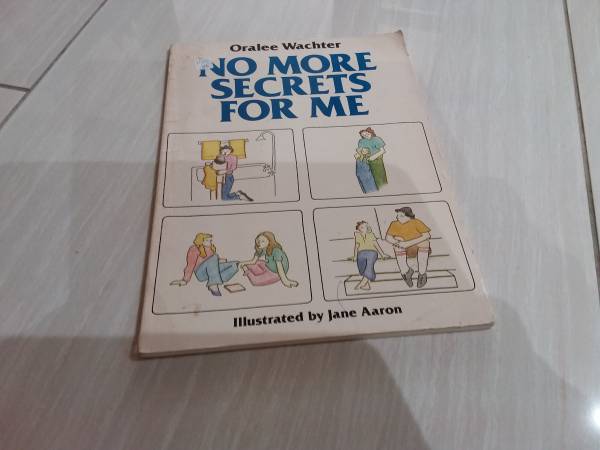 Oralee Wachter
NO MORE
SECRETS
FOR ME
Illustrated by Jane Aaron